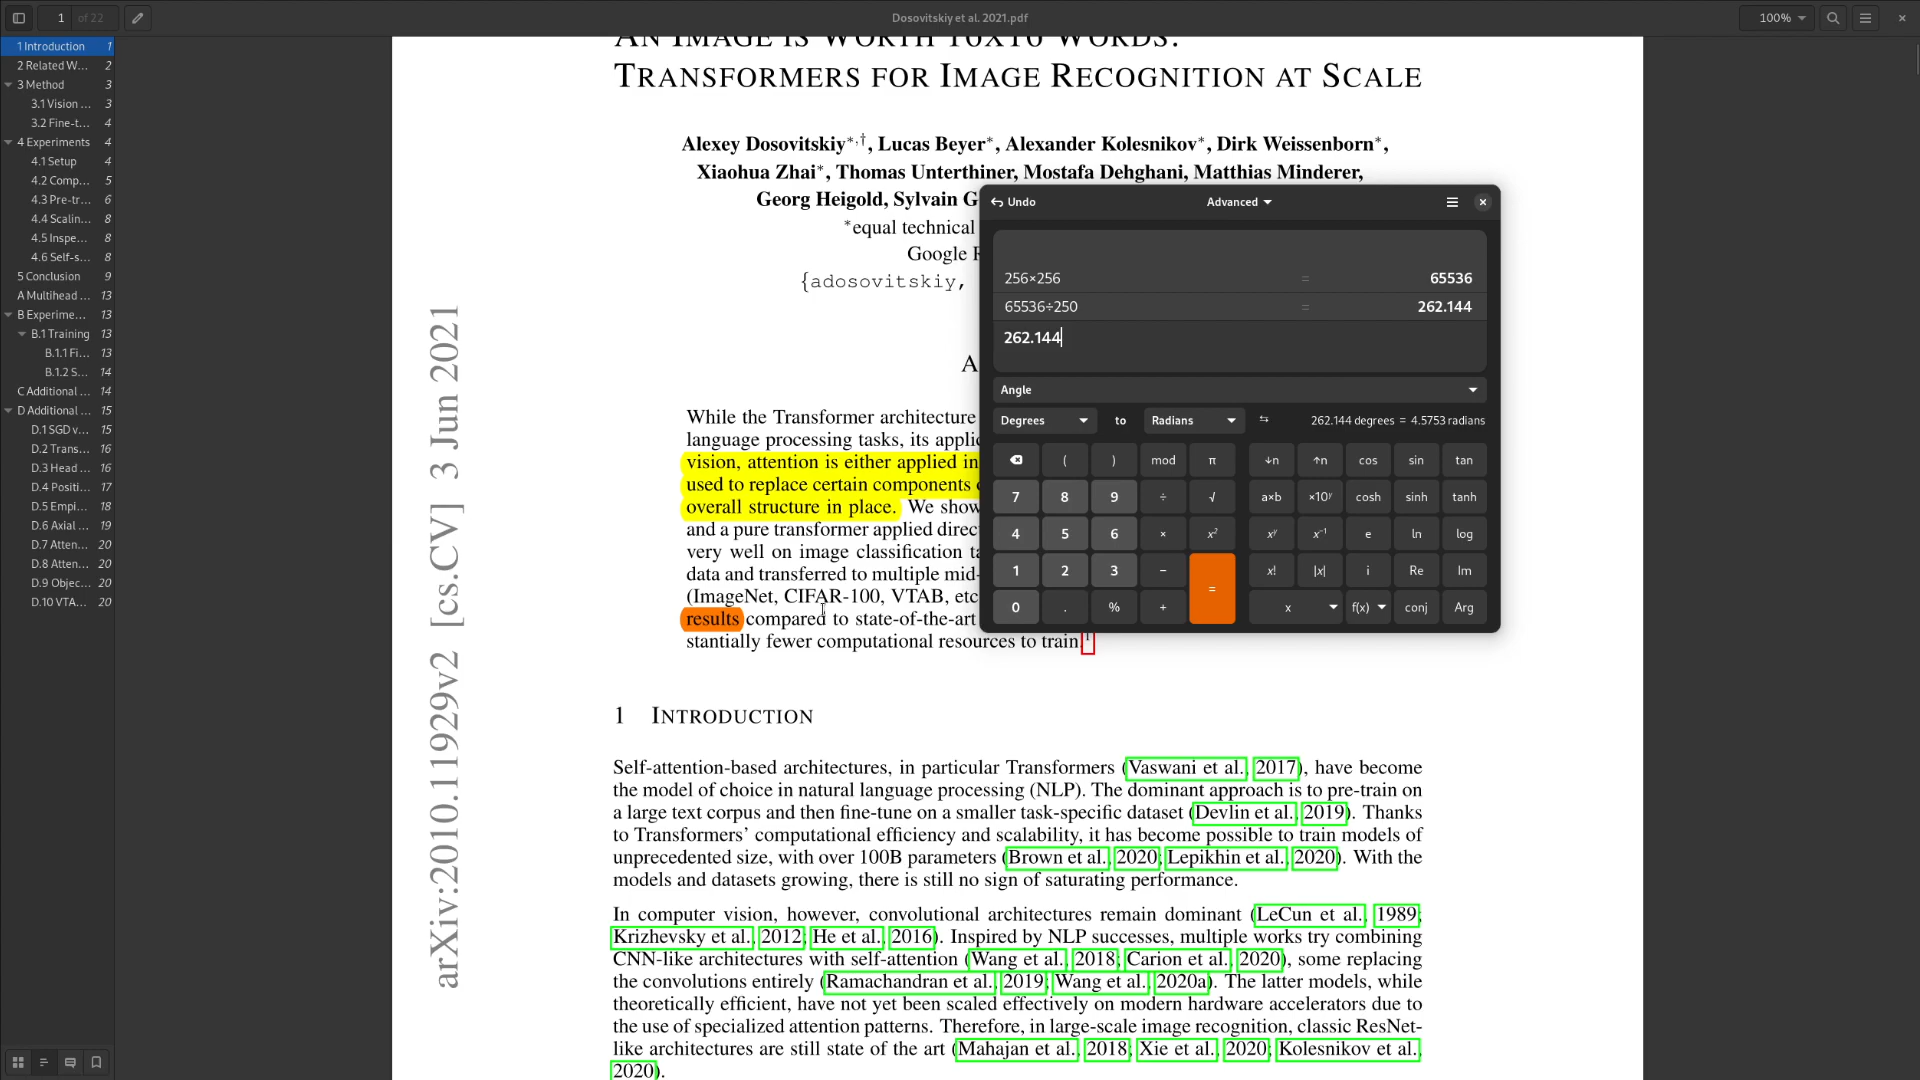 1 of 22
Dosovitskiy et al. 2021.pdf
100%
1 Introduction 1
2 Related W... 2
3 Method 3
3.1 Vision ... 3
3.2 Fine-t... 4
4 Experiments 4
4.1 Setup 4
4.2 Comp... 5
4.3 Pre-tr... 6
4.4 Scalin... 8
4.5 Inspe... 8
4.6 Self-s... 8
5 Conclusion 9
A Multihead ... 13
B Experime... 13
B.1 Training 13
B.1.1 Fi... 13
B.1.2 S... 14
C Additional ... 14
D Additional ... 15
D.1 SGD v... 15
D.2 Trans... 16
D.3 Head ... 16
D.4 Positi... 17
D.5 Empi... 18
D.6 Axial ... 19
D.7 Atten... 20
D.8 Atten... 20
D.9 Objec... 20
D.10 VTA... 20
arXiv:2010.11929v2 [cs.CV] 3 Jun 2021
AN IMAGE IS WORTH 16X16 WORDS:
TRANSFORMERS FOR IMAGE RECOGNITION AT SCALE
Alexey Dosovitskiy*,†, Lucas Beyer*, Alexander Kolesnikov*, Dirk Weissenborn*,
Xiaohua Zhai*, Thomas Unterthiner, Mostafa Dehghani, Matthias Minderer,
Georg Heigold, Sylvain G
*equal technical
Google
{adosovitskiy,
A
While the Transformer architecture
language processing tasks, its applic
vision, attention is either applied in
used to replace certain components
overall structure in place. We show
and a pure transformer applied direc
very well on image classification ta
data and transferred to multiple mid-
(ImageNet, CIFAR-100, VTAB, etc
results compared to state-of-the-art
stantially fewer computational resources to train.1
Undo
Advanced
256×256 = 65536
65536÷250 = 262.144
262.144
Angle
Degrees to Radians 262.144 degrees = 4.5753 radians
( ) mod π ↓n ↑n cos sin tan
7 8 9 ÷ √ a×b ×10ʸ cosh sinh tanh
4 5 6 × x² xʸ x⁻¹ e ln log
1 2 3 − = x! |x| i Re Im
0 . % + x f(x) conj Arg
1 INTRODUCTION
Self-attention-based architectures, in particular Transformers (Vaswani et al., 2017), have become
the model of choice in natural language processing (NLP). The dominant approach is to pre-train on
a large text corpus and then fine-tune on a smaller task-specific dataset (Devlin et al., 2019). Thanks
to Transformers’ computational efficiency and scalability, it has become possible to train models of
unprecedented size, with over 100B parameters (Brown et al., 2020; Lepikhin et al., 2020). With the
models and datasets growing, there is still no sign of saturating performance.
In computer vision, however, convolutional architectures remain dominant (LeCun et al., 1989;
Krizhevsky et al., 2012; He et al., 2016). Inspired by NLP successes, multiple works try combining
CNN-like architectures with self-attention (Wang et al., 2018; Carion et al., 2020), some replacing
the convolutions entirely (Ramachandran et al., 2019; Wang et al., 2020a). The latter models, while
theoretically efficient, have not yet been scaled effectively on modern hardware accelerators due to
the use of specialized attention patterns. Therefore, in large-scale image recognition, classic ResNet-
like architectures are still state of the art (Mahajan et al., 2018; Xie et al., 2020; Kolesnikov et al.,
2020).